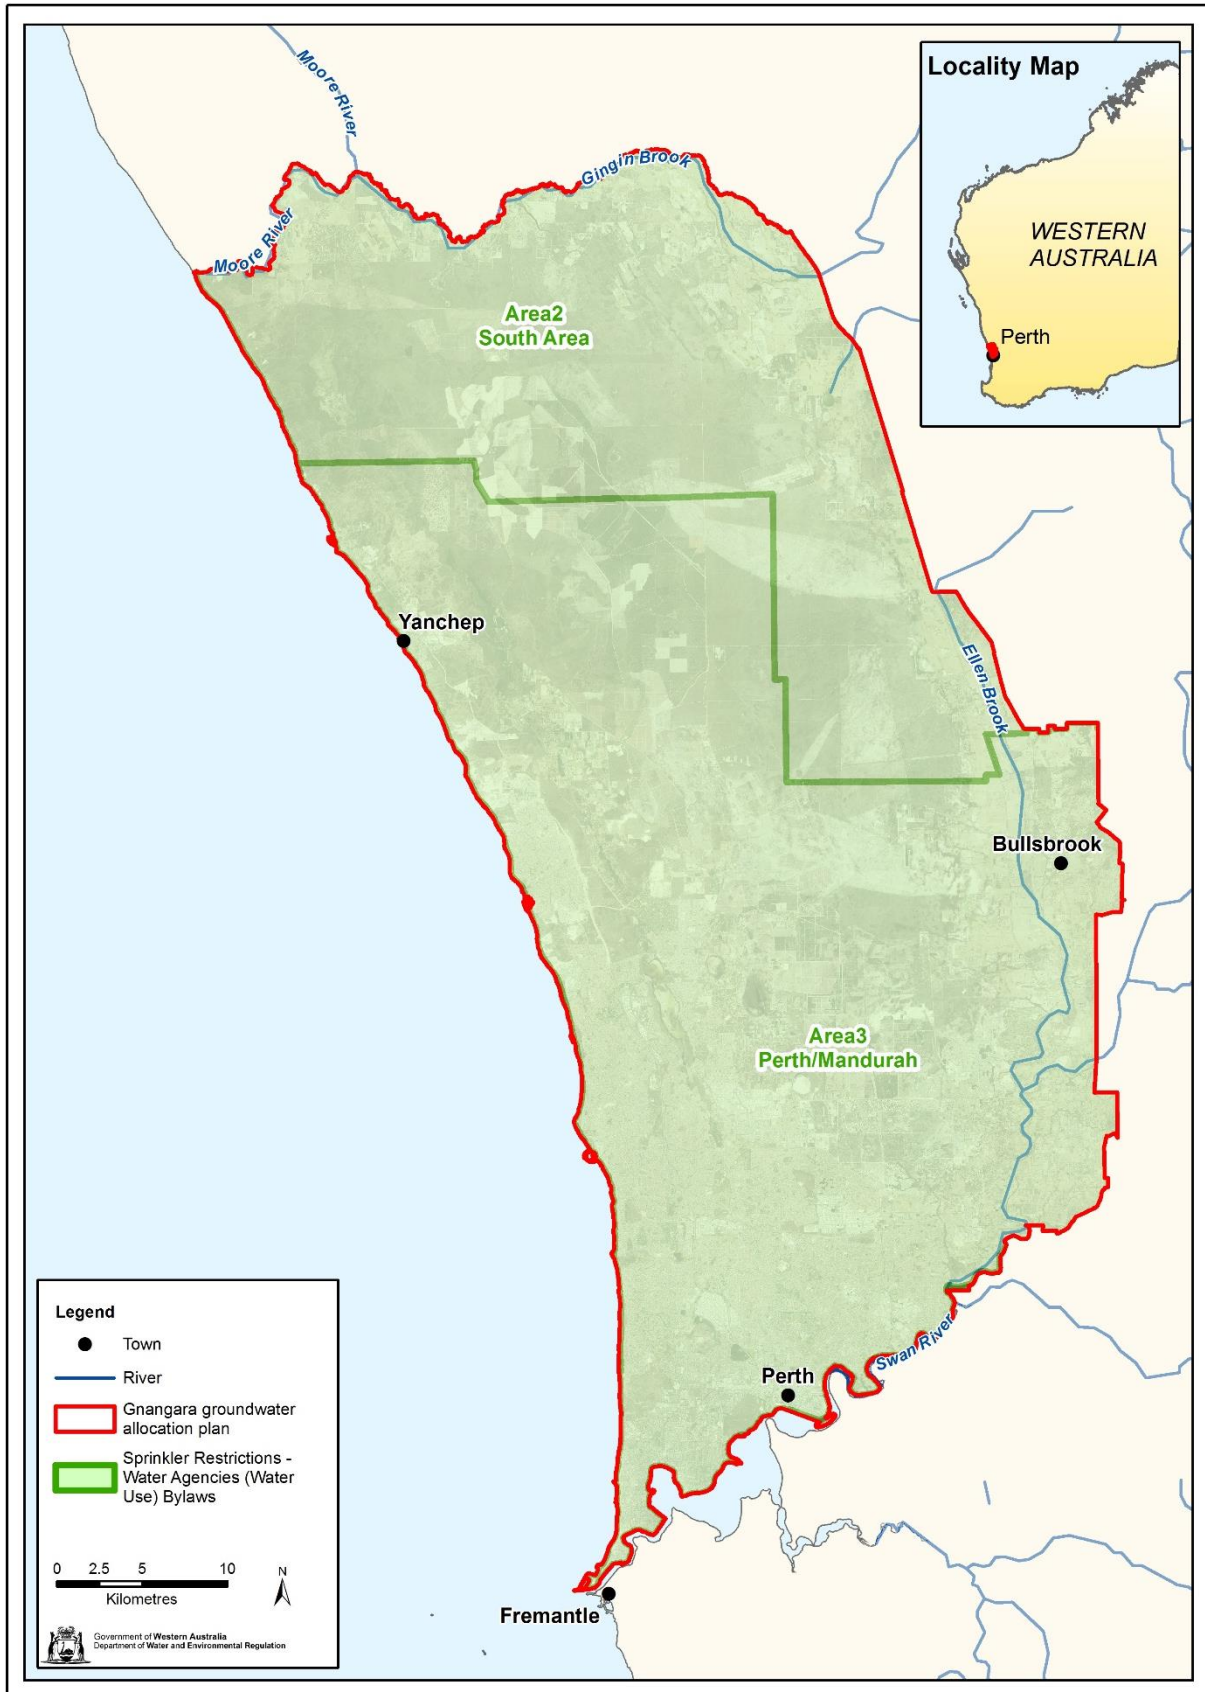 Locality Map
WESTERN
AUSTRALIA
Perth
Moore River
Gingin Brook
Moore River
Area2
South Area
Yanchep
Ellen Brook
Bullsbrook
Area3
Perth/Mandurah
Swan River
Perth
Fremantle
Legend
Town
River
Gnangara groundwater
allocation plan
Sprinkler Restrictions -
Water Agencies (Water
Use) Bylaws
0 2.5 5 10
Kilometres
N
Government of Western Australia
Department of Water and Environmental Regulation